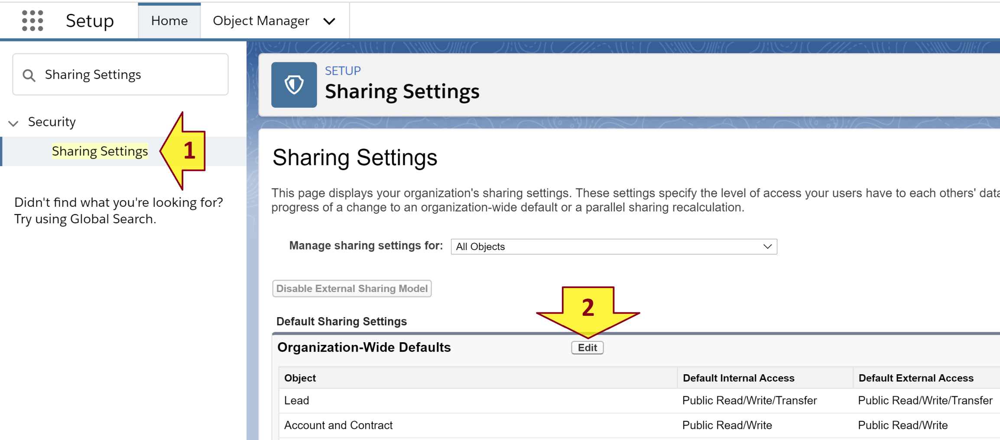 Setup
Home
Object Manager
Sharing Settings
Security
Sharing Settings
1
Didn't find what you're looking for?
Try using Global Search.
SETUP
Sharing Settings
Sharing Settings
This page displays your organization's sharing settings. These settings specify the level of access your users have to each others' data
progress of a change to an organization-wide default or a parallel sharing recalculation.
Manage sharing settings for: All Objects
Disable External Sharing Model
2
Default Sharing Settings
Organization-Wide Defaults Edit
Object Default Internal Access Default External Access
Lead Public Read/Write/Transfer Public Read/Write/Transfer
Account and Contract Public Read/Write Public Read/Write